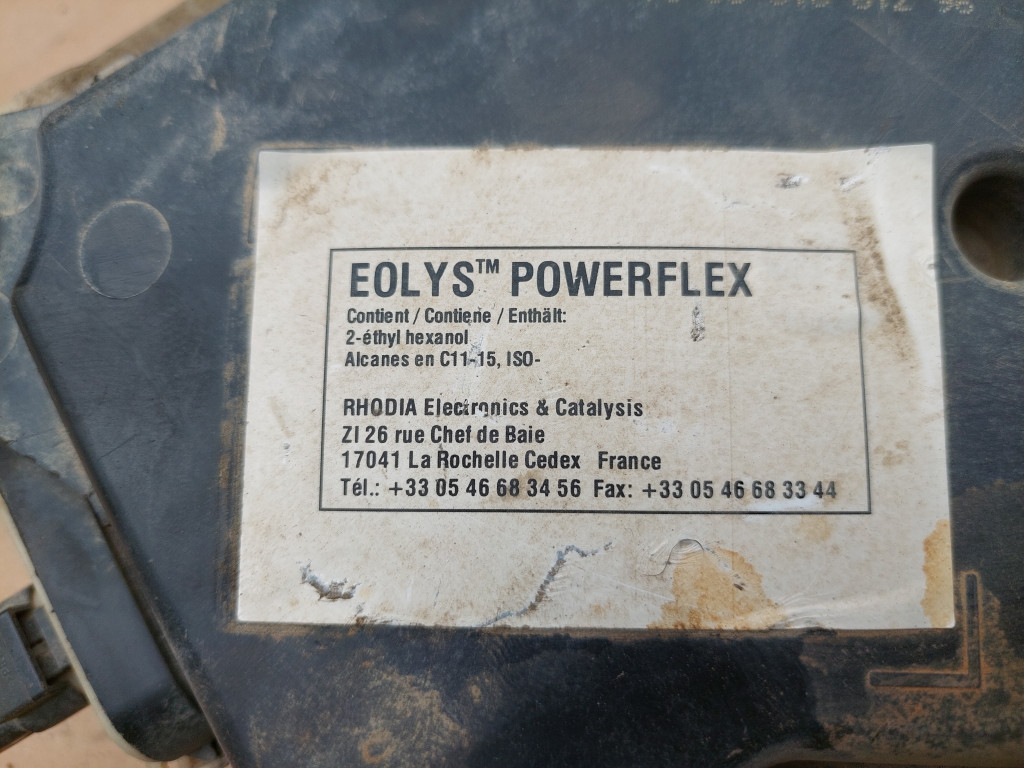 EOLYS™ POWERFLEX
Contient / Contiene / Enthält:
2-éthyl hexanol
Alcanes en C11-15, ISO-
RHODIA Electronics & Catalysis
ZI 26 rue Chef de Baie
17041 La Rochelle Cedex France
Tél.: +33 05 46 68 34 56 Fax: +33 05 46 68 33 44